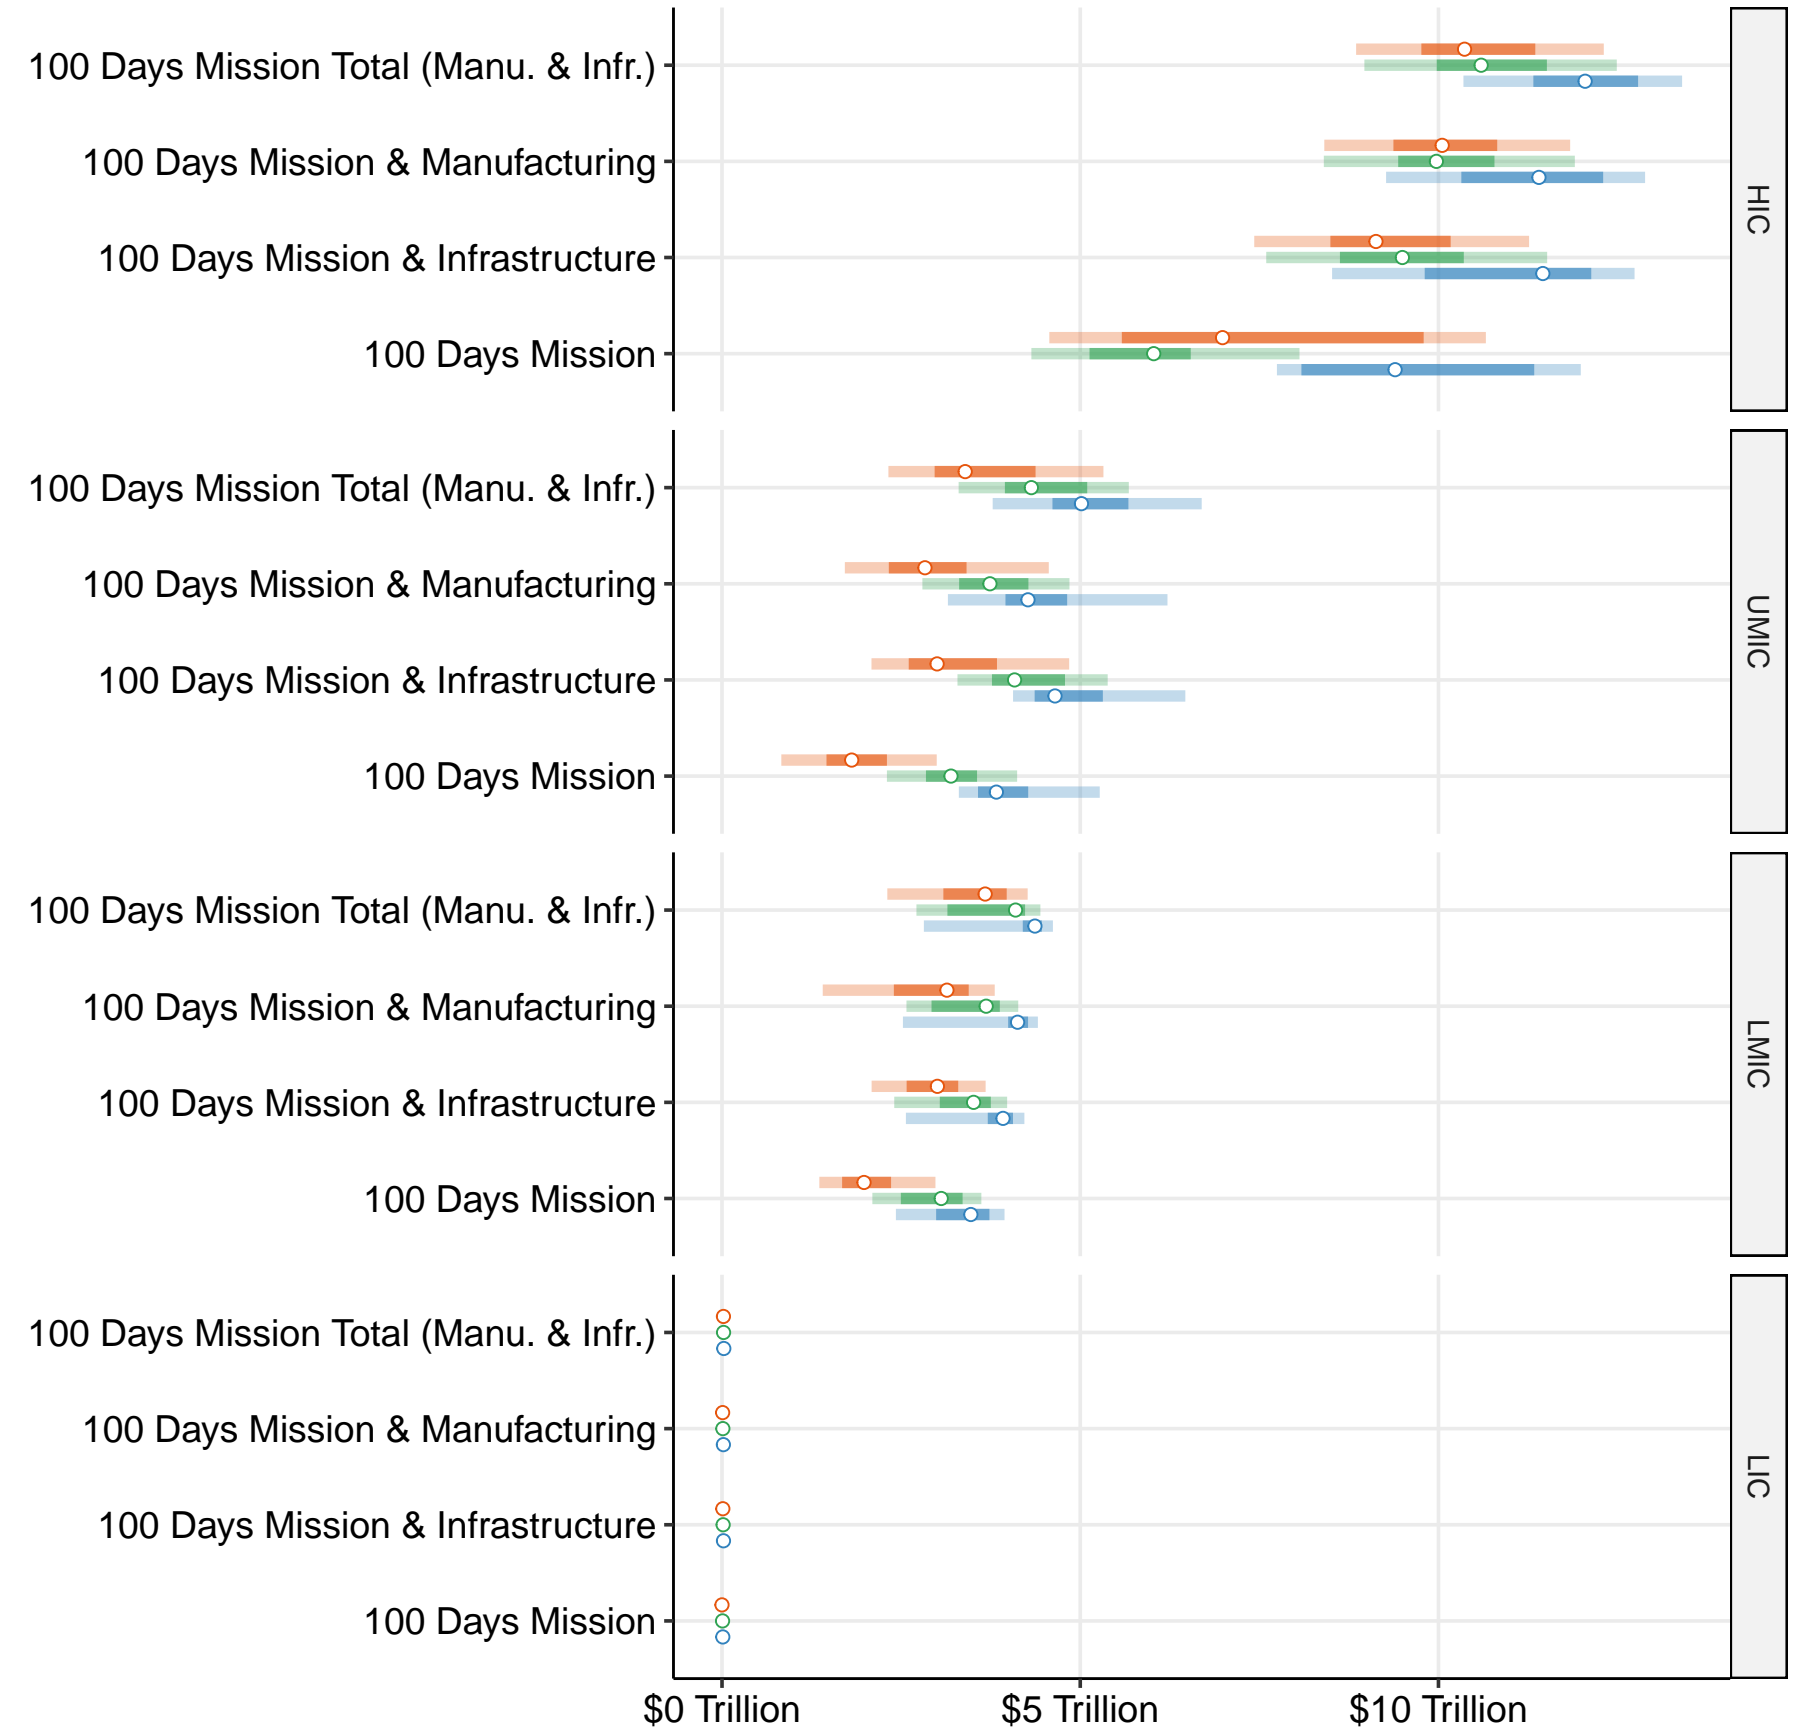 100 Days Mission Total (Manu. & Infr.)
100 Days Mission & Manufacturing
100 Days Mission & Infrastructure
100 Days Mission
HIC
100 Days Mission Total (Manu. & Infr.)
100 Days Mission & Manufacturing
100 Days Mission & Infrastructure
100 Days Mission
UMIC
100 Days Mission Total (Manu. & Infr.)
100 Days Mission & Manufacturing
100 Days Mission & Infrastructure
100 Days Mission
LMIC
100 Days Mission Total (Manu. & Infr.)
100 Days Mission & Manufacturing
100 Days Mission & Infrastructure
100 Days Mission
LIC
$0 Trillion
$5 Trillion
$10 Trillion